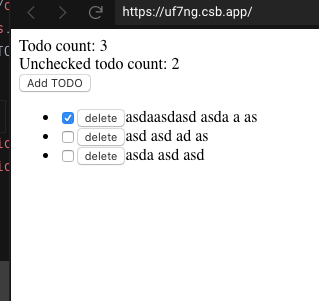 https://uf7ng.csb.app/
Todo count: 3
Unchecked todo count: 2
Add TODO
delete asdaasdasd asda a as
delete asd asd ad as
delete asda asd asd